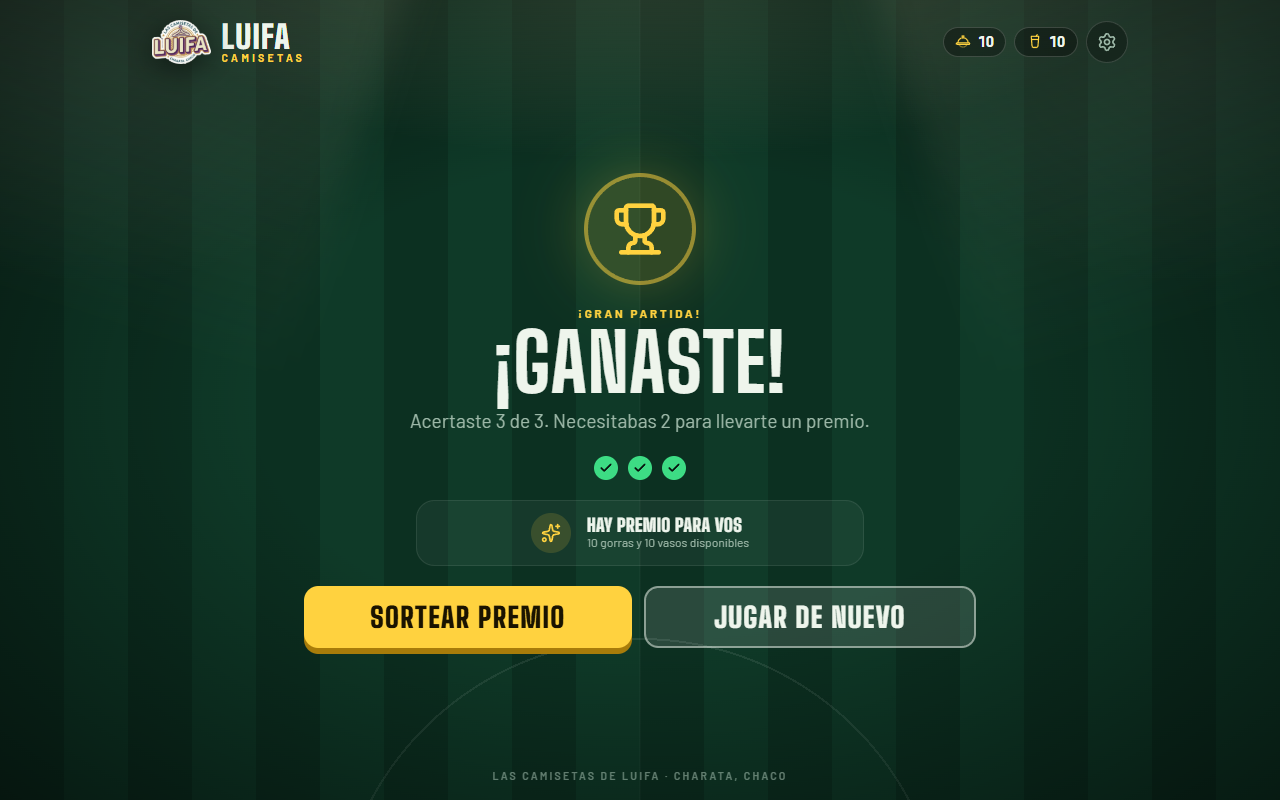 LUIFA
LUIFA
CAMISETAS
10
10
¡GRAN PARTIDA!
¡GANASTE!
Acertaste 3 de 3. Necesitabas 2 para llevarte un premio.
HAY PREMIO PARA VOS
10 gorras y 10 vasos disponibles
SORTEAR PREMIO
JUGAR DE NUEVO
LAS CAMISETAS DE LUIFA · CHARATA, CHACO